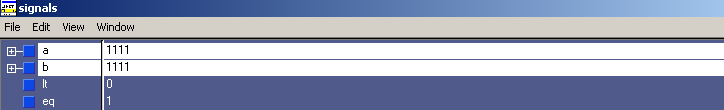 signals
File Edit View Window
a 1111
b 1111
lt 0
eq 1